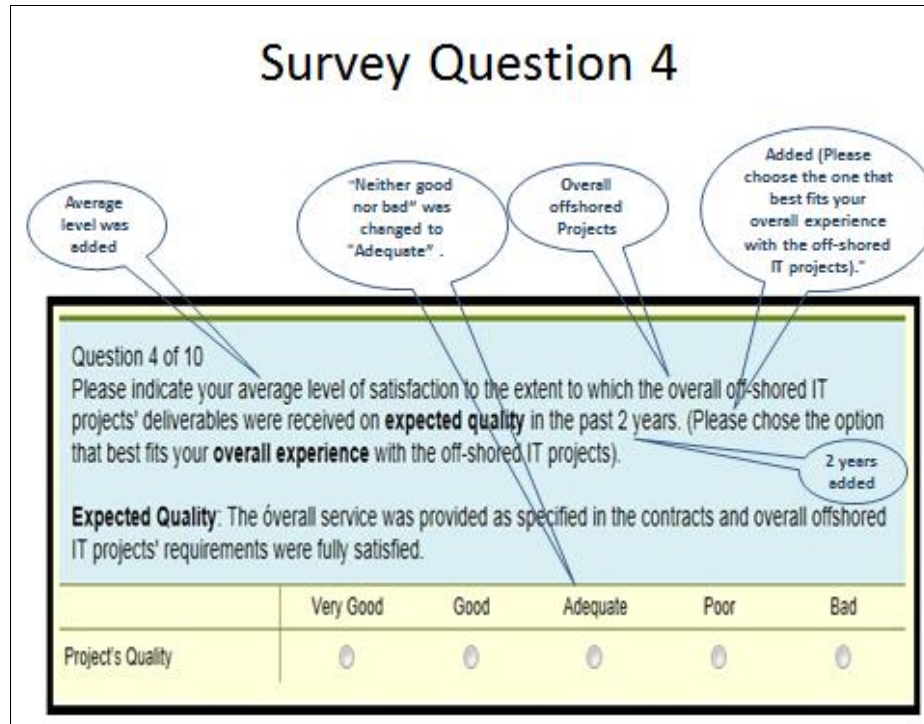 Survey Question 4
Average
level was
added
"Neither good
nor bad" was
changed to
"Adequate" .
Overall
offshored
Projects
Added (Please
choose the one that
best fits your
overall experience
with the off-shored
IT projects)."
Question 4 of 10
Please indicate your average level of satisfaction to the extent to which the overall off-shored IT
projects' deliverables were received on expected quality in the past 2 years. (Please chose the option
that best fits your overall experience with the off-shored IT projects).
2 years
added
Expected Quality: The óverall service was provided as specified in the contracts and overall offshored
IT projects' requirements were fully satisfied.
Very Good Good Adequate Poor Bad
Project's Quality